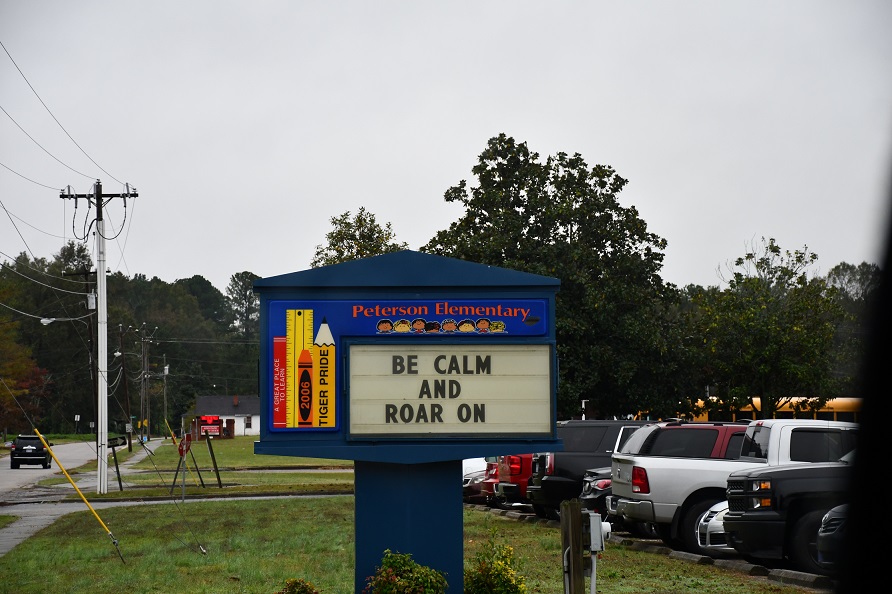 Peterson Elementary
A GREAT PLACE
TO LEARN
2006
TIGER PRIDE
BE CALM
AND
ROAR ON